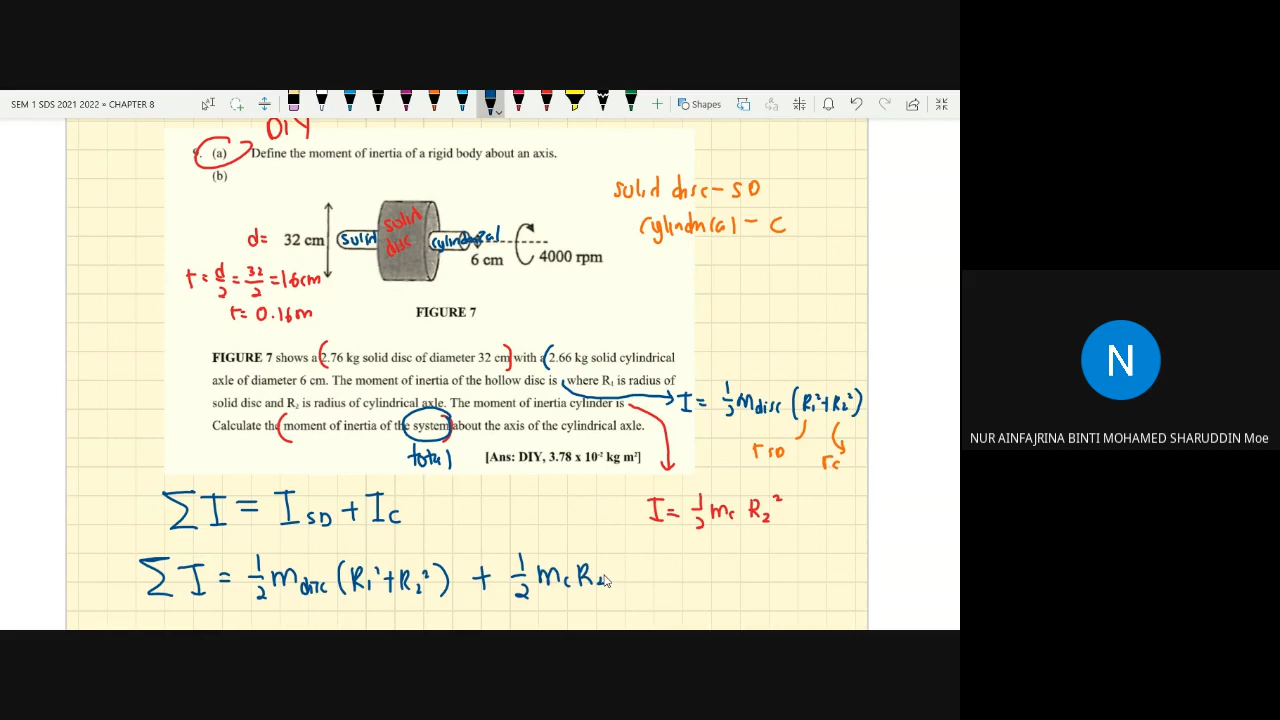 SEM 1 SDS 2021 2022 » CHAPTER 8
Shapes
DIY
9. (a) Define the moment of inertia of a rigid body about an axis.
(b)
solid disc - SD
cylindrical - C
d = 32 cm
solid
solid disc
cylindrical
6 cm
4000 rpm
r = d/2 = 32/2 = 16cm
r = 0.16m
FIGURE 7
FIGURE 7 shows a 2.76 kg solid disc of diameter 32 cm with a 2.66 kg solid cylindrical
axle of diameter 6 cm. The moment of inertia of the hollow disc is , where R₁ is radius of
solid disc and R₂ is radius of cylindrical axle. The moment of inertia cylinder is
Calculate the moment of inertia of the system about the axis of the cylindrical axle.
I = 1/2 m disc (R₁² + R₂²)
r SD
r c
total
[Ans: DIY, 3.78 x 10⁻² kg m²]
I = 1/2 mc R₂²
ΣI = I SD + I C
ΣI = 1/2 m disc (R₁² + R₂²) + 1/2 mc R₂
N
NUR AINFAJRINA BINTI MOHAMED SHARUDDIN Moe